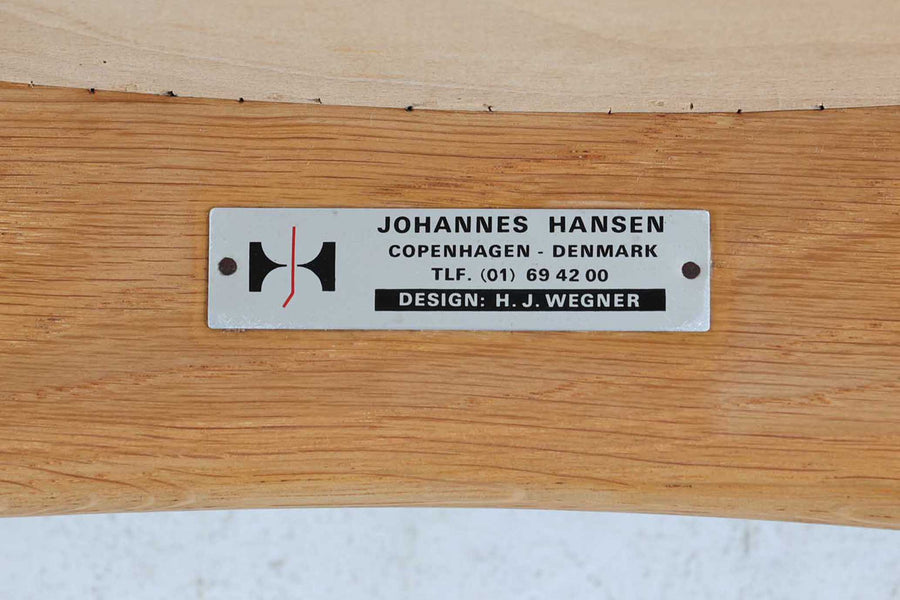 JOHANNES HANSEN
COPENHAGEN - DENMARK
TLF. (01) 69 42 00
DESIGN: H. J. WEGNER